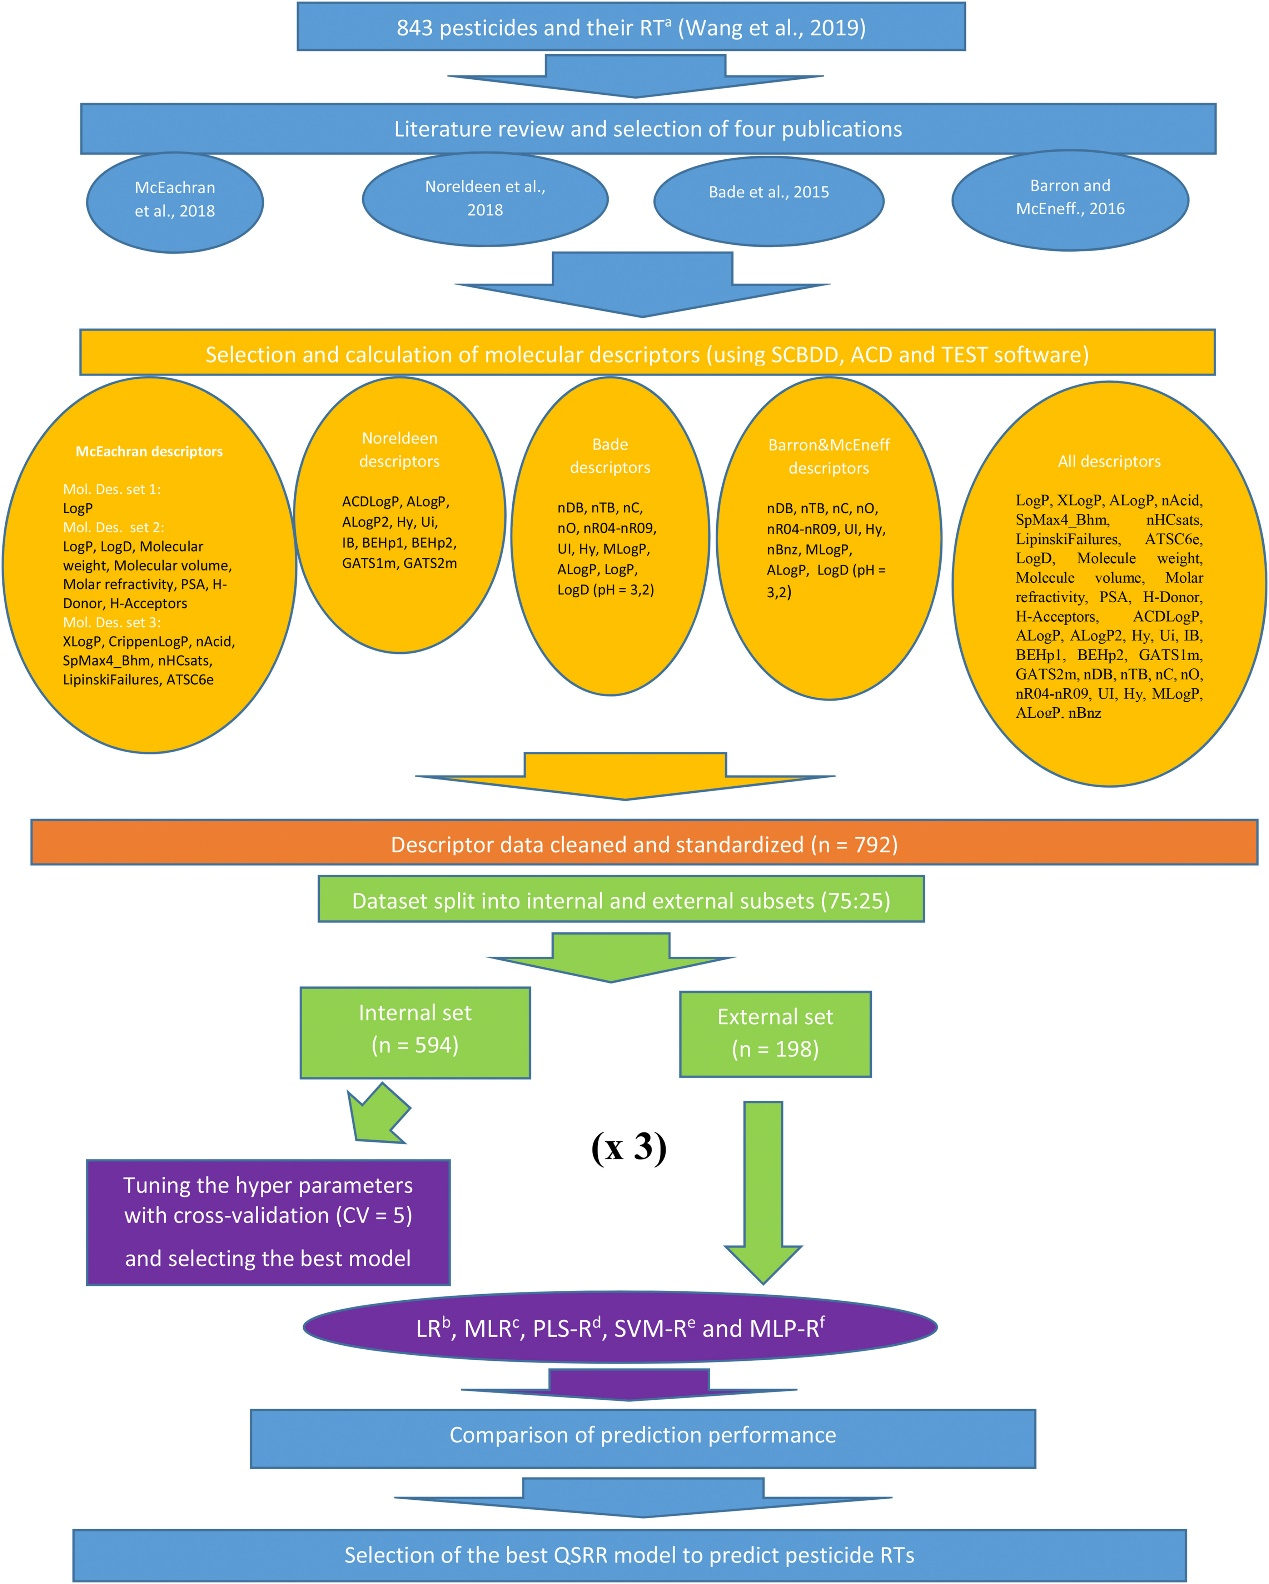 843 pesticides and their RTᵃ (Wang et al., 2019)
Literature review and selection of four publications
McEachran
et al., 2018
Noreldeen et al.,
2018
Bade et al., 2015
Barron and
McEneff., 2016
Selection and calculation of molecular descriptors (using SCBDD, ACD and TEST software)
McEachran descriptors
Mol. Des. set 1:
LogP
Mol. Des.  set 2:
LogP, LogD, Molecular
weight, Molecular volume,
Molar refractivity, PSA, H-
Donor, H-Acceptors
Mol. Des. set 3:
XLogP, CrippenLogP, nAcid,
SpMax4_Bhm, nHCsats,
LipinskiFailures, ATSC6e
Noreldeen
descriptors
ACDLogP, ALogP,
ALogP2, Hy, Ui,
IB, BEHp1, BEHp2,
GATS1m, GATS2m
Bade
descriptors
nDB, nTB, nC,
nO, nR04-nR09,
UI, Hy, MLogP,
ALogP, LogP,
LogD (pH = 3,2)
Barron&McEneff
descriptors
nDB, nTB, nC, nO,
nR04-nR09, UI, Hy,
nBnz, MLogP,
ALogP,  LogD (pH =
3,2)
All descriptors
LogP, XLogP, ALogP, nAcid,
SpMax4_Bhm, nHCsats,
LipinskiFailures, ATSC6e,
LogD, Molecule weight,
Molecule volume, Molar
refractivity, PSA, H-Donor,
H-Acceptors, ACDLogP,
ALogP, ALogP2, Hy, Ui, IB,
BEHp1, BEHp2, GATS1m,
GATS2m, nDB, nTB, nC, nO,
nR04-nR09, UI, Hy, MLogP,
ALogP, nBnz
Descriptor data cleaned and standardized (n = 792)
Dataset split into internal and external subsets (75:25)
Internal set
(n = 594)
External set
(n = 198)
(x 3)
Tuning the hyper parameters
with cross-validation (CV = 5)
and selecting the best model
LRᵇ, MLRᶜ, PLS-Rᵈ, SVM-Rᵉ and MLP-Rᶠ
Comparison of prediction performance
Selection of the best QSRR model to predict pesticide RTs